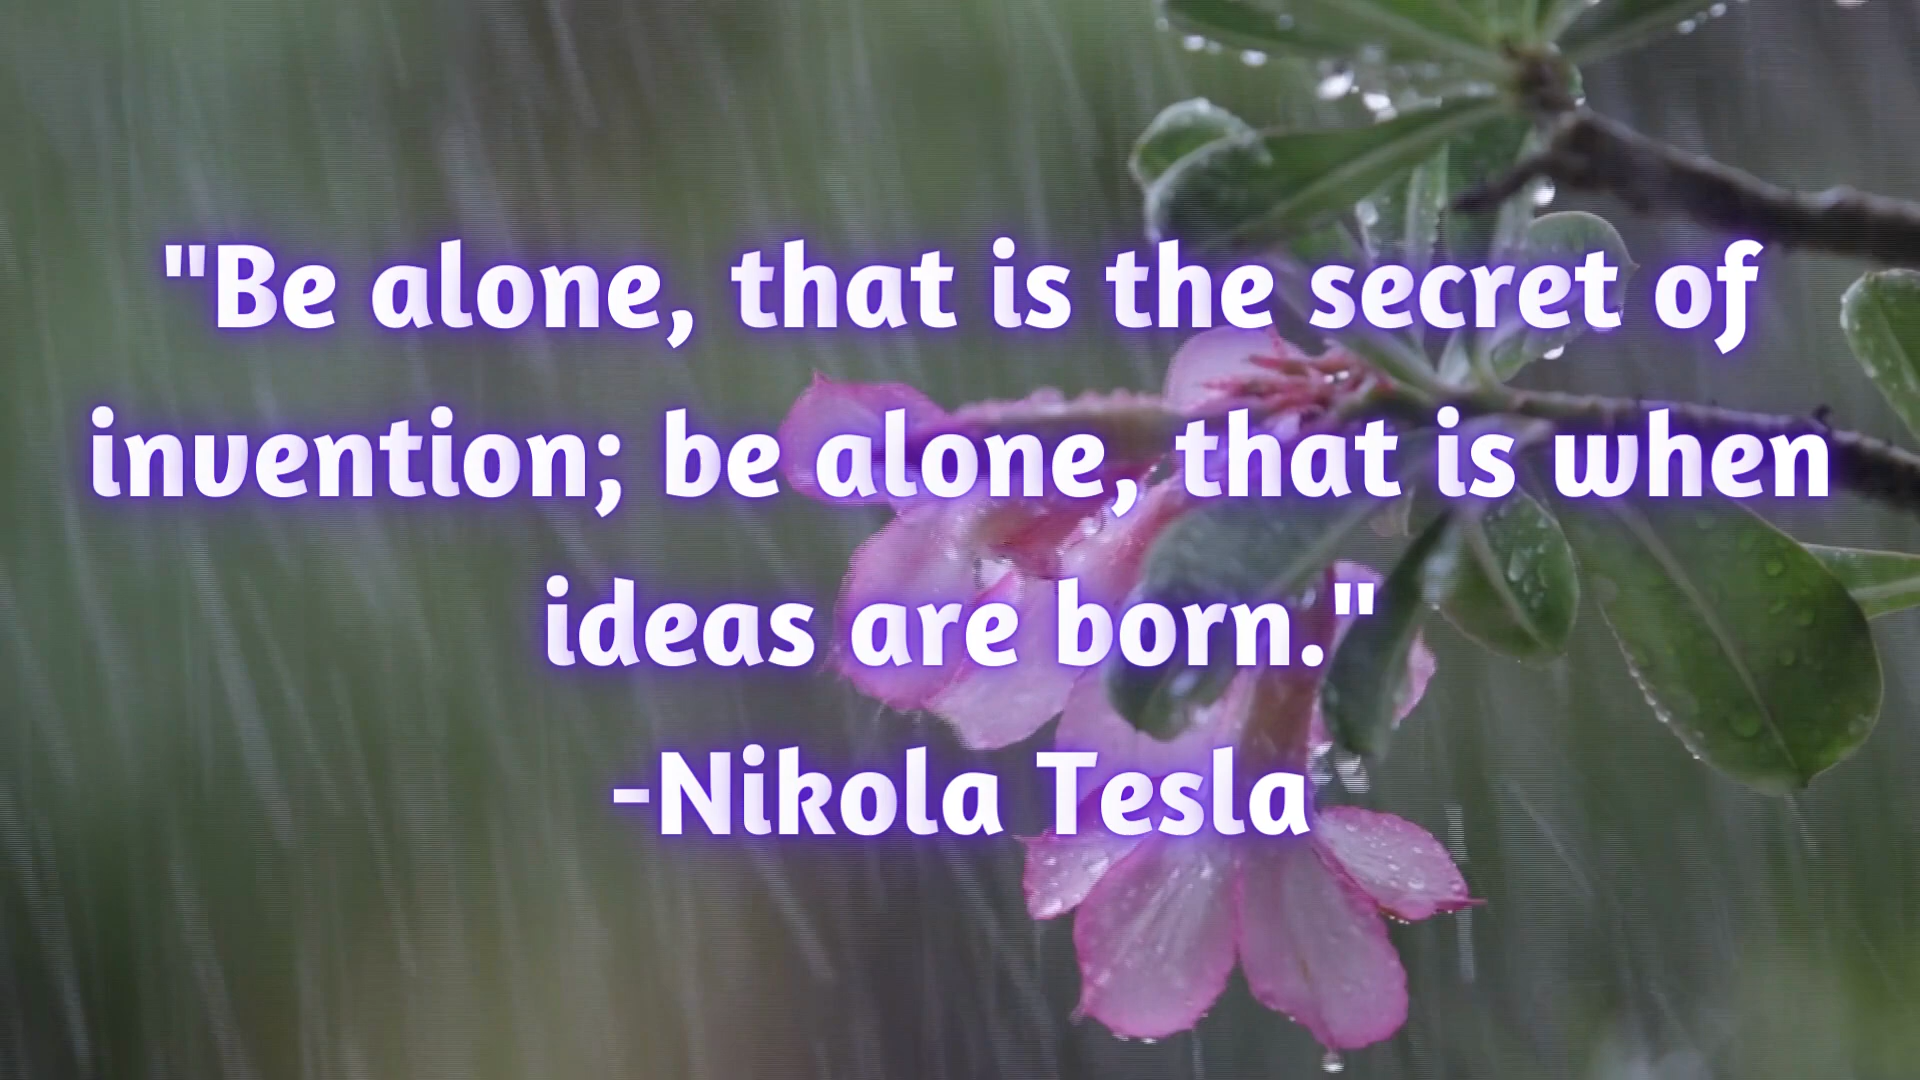 "Be alone, that is the secret of
invention; be alone, that is when
ideas are born."
-Nikola Tesla